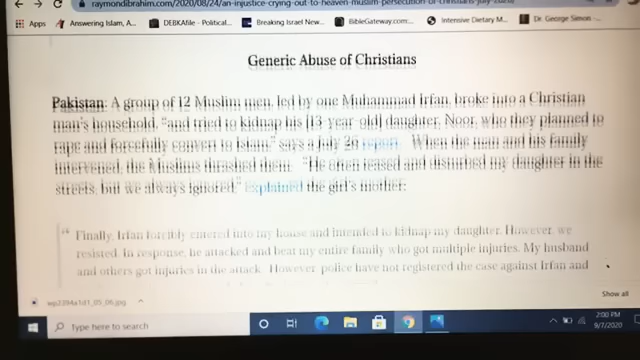 raymondibrahim.com/2020/08/24/an-injustice-crying-out-to-heaven-muslim-persecution-of-christians-july-2020/
Apps Answering Islam, A... DEBKAfile - Political... Breaking Israel New... BibleGateway.com:... Intensive Dietary M... Dr. George Simon -...
Generic Abuse of Christians
Pakistan: A group of 12 Muslim men, led by one Muhammad Irfan, broke into a Christian
man's household, "and tried to kidnap his [13-year-old] daughter, Noor, who they planned to
rape and forcefully convert to Islam," says a July 26 report. When the man and his family
intervened, the Muslims thrashed them. "He often teased and disturbed my daughter in the
streets, but we always ignored," explained the girl's mother:
" Finally, Irfan forcibly entered into my house and intended to kidnap my daughter. However, we
resisted. In response, he attacked and beat my entire family who got multiple injuries. My husband
and others got injuries in the attack. However, police have not registered the case against Irfan and
Show all
Type here to search
2:00 PM
9/7/2020